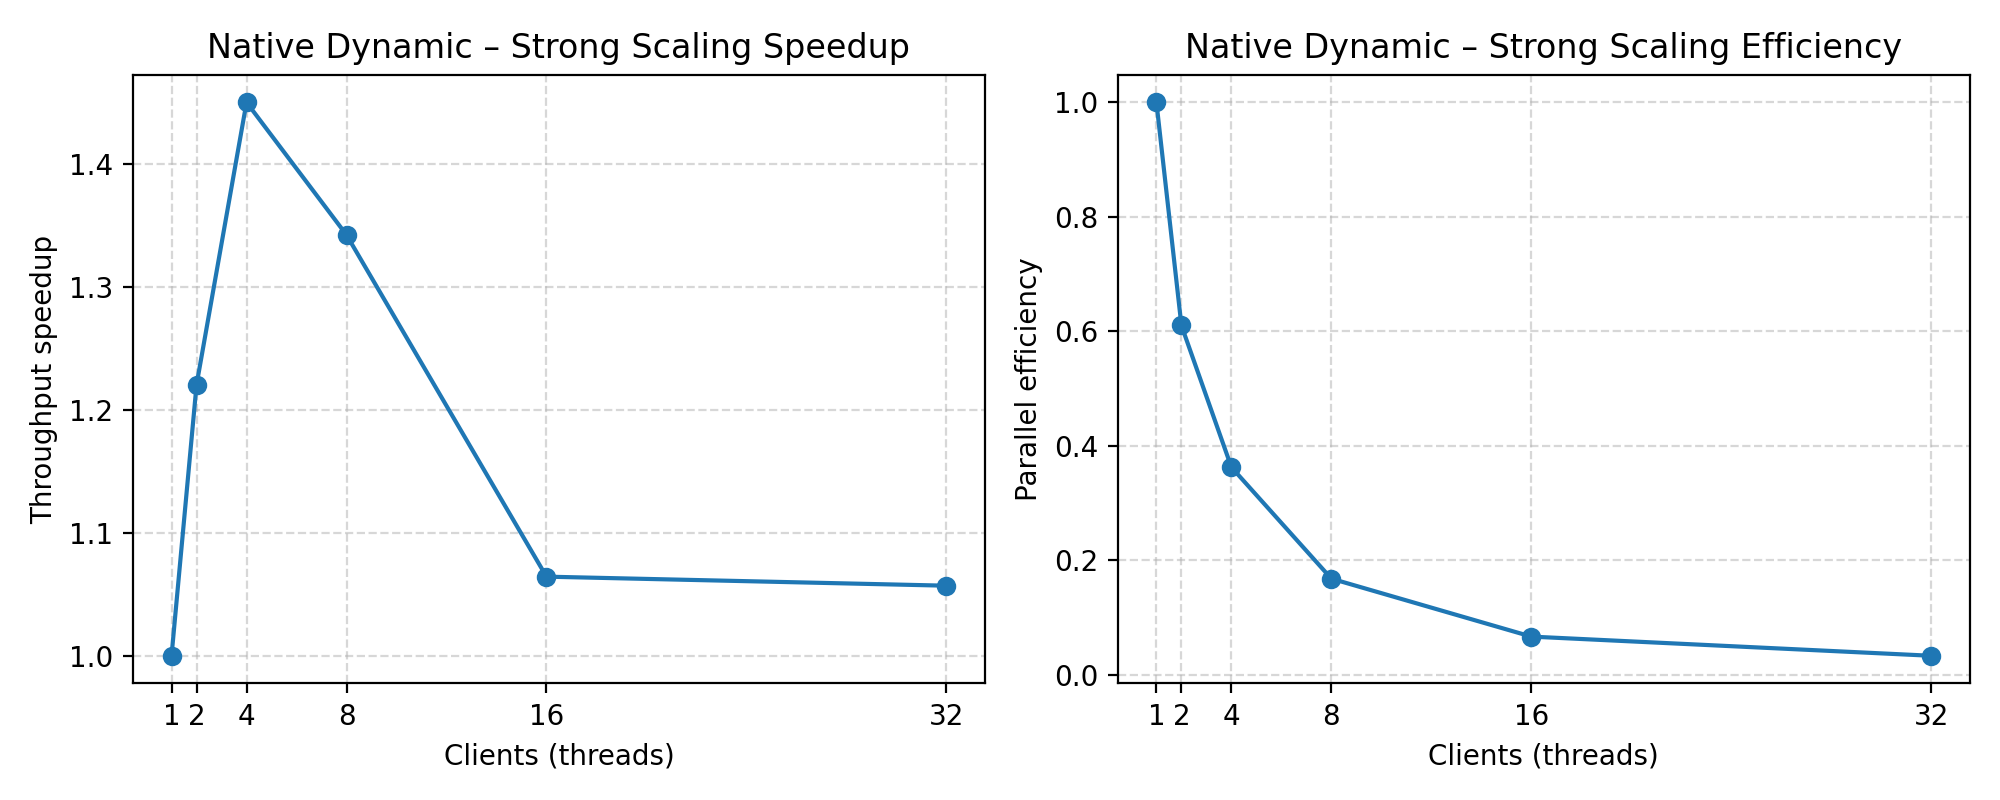 Native Dynamic – Strong Scaling Speedup
1.4
1.3
1.2
1.1
1.0
Throughput speedup
1 2 4 8 16 32
Clients (threads)
Native Dynamic – Strong Scaling Efficiency
1.0
0.8
0.6
0.4
0.2
0.0
Parallel efficiency
1 2 4 8 16 32
Clients (threads)